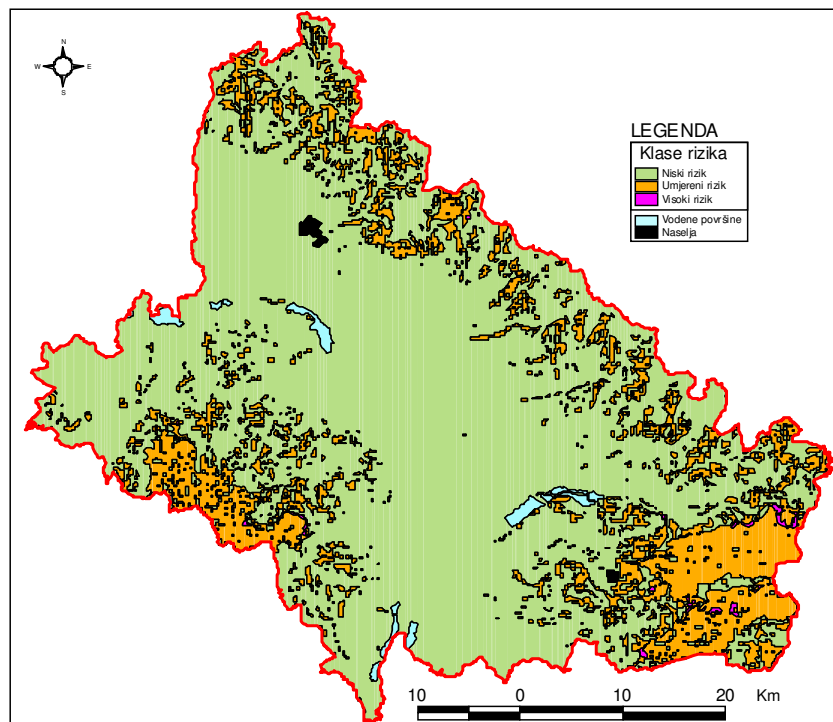 N
W E
S
LEGENDA
Klase rizika
Niski rizik
Umjereni rizik
Visoki rizik
Vodene površine
Naselja
10 0 10 20 Km